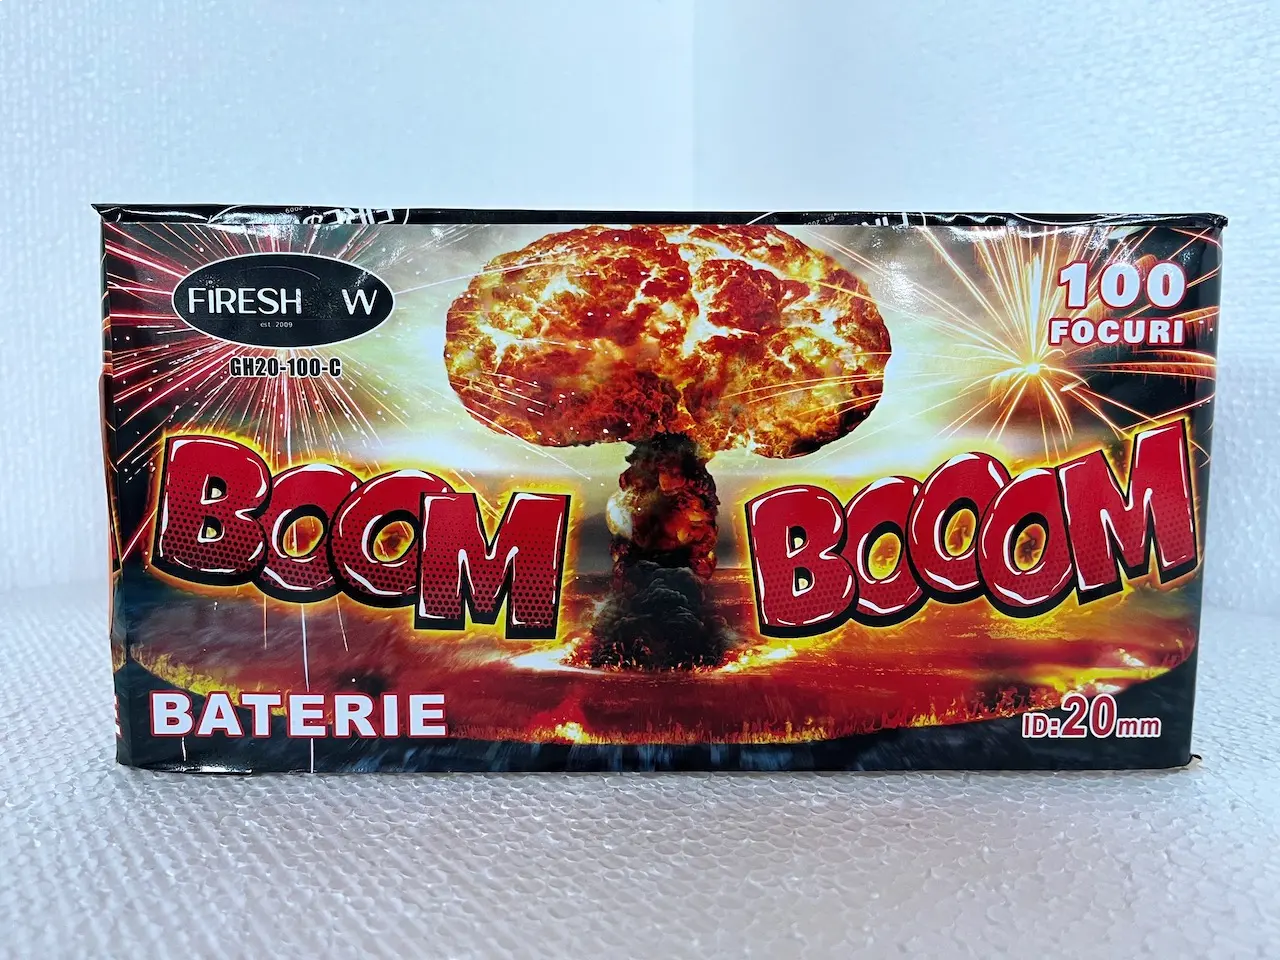 FIRESH W
est. 2009
GH20-100-C
100
FOCURI
BOOM BOOOM
BATERIE
ID:20mm